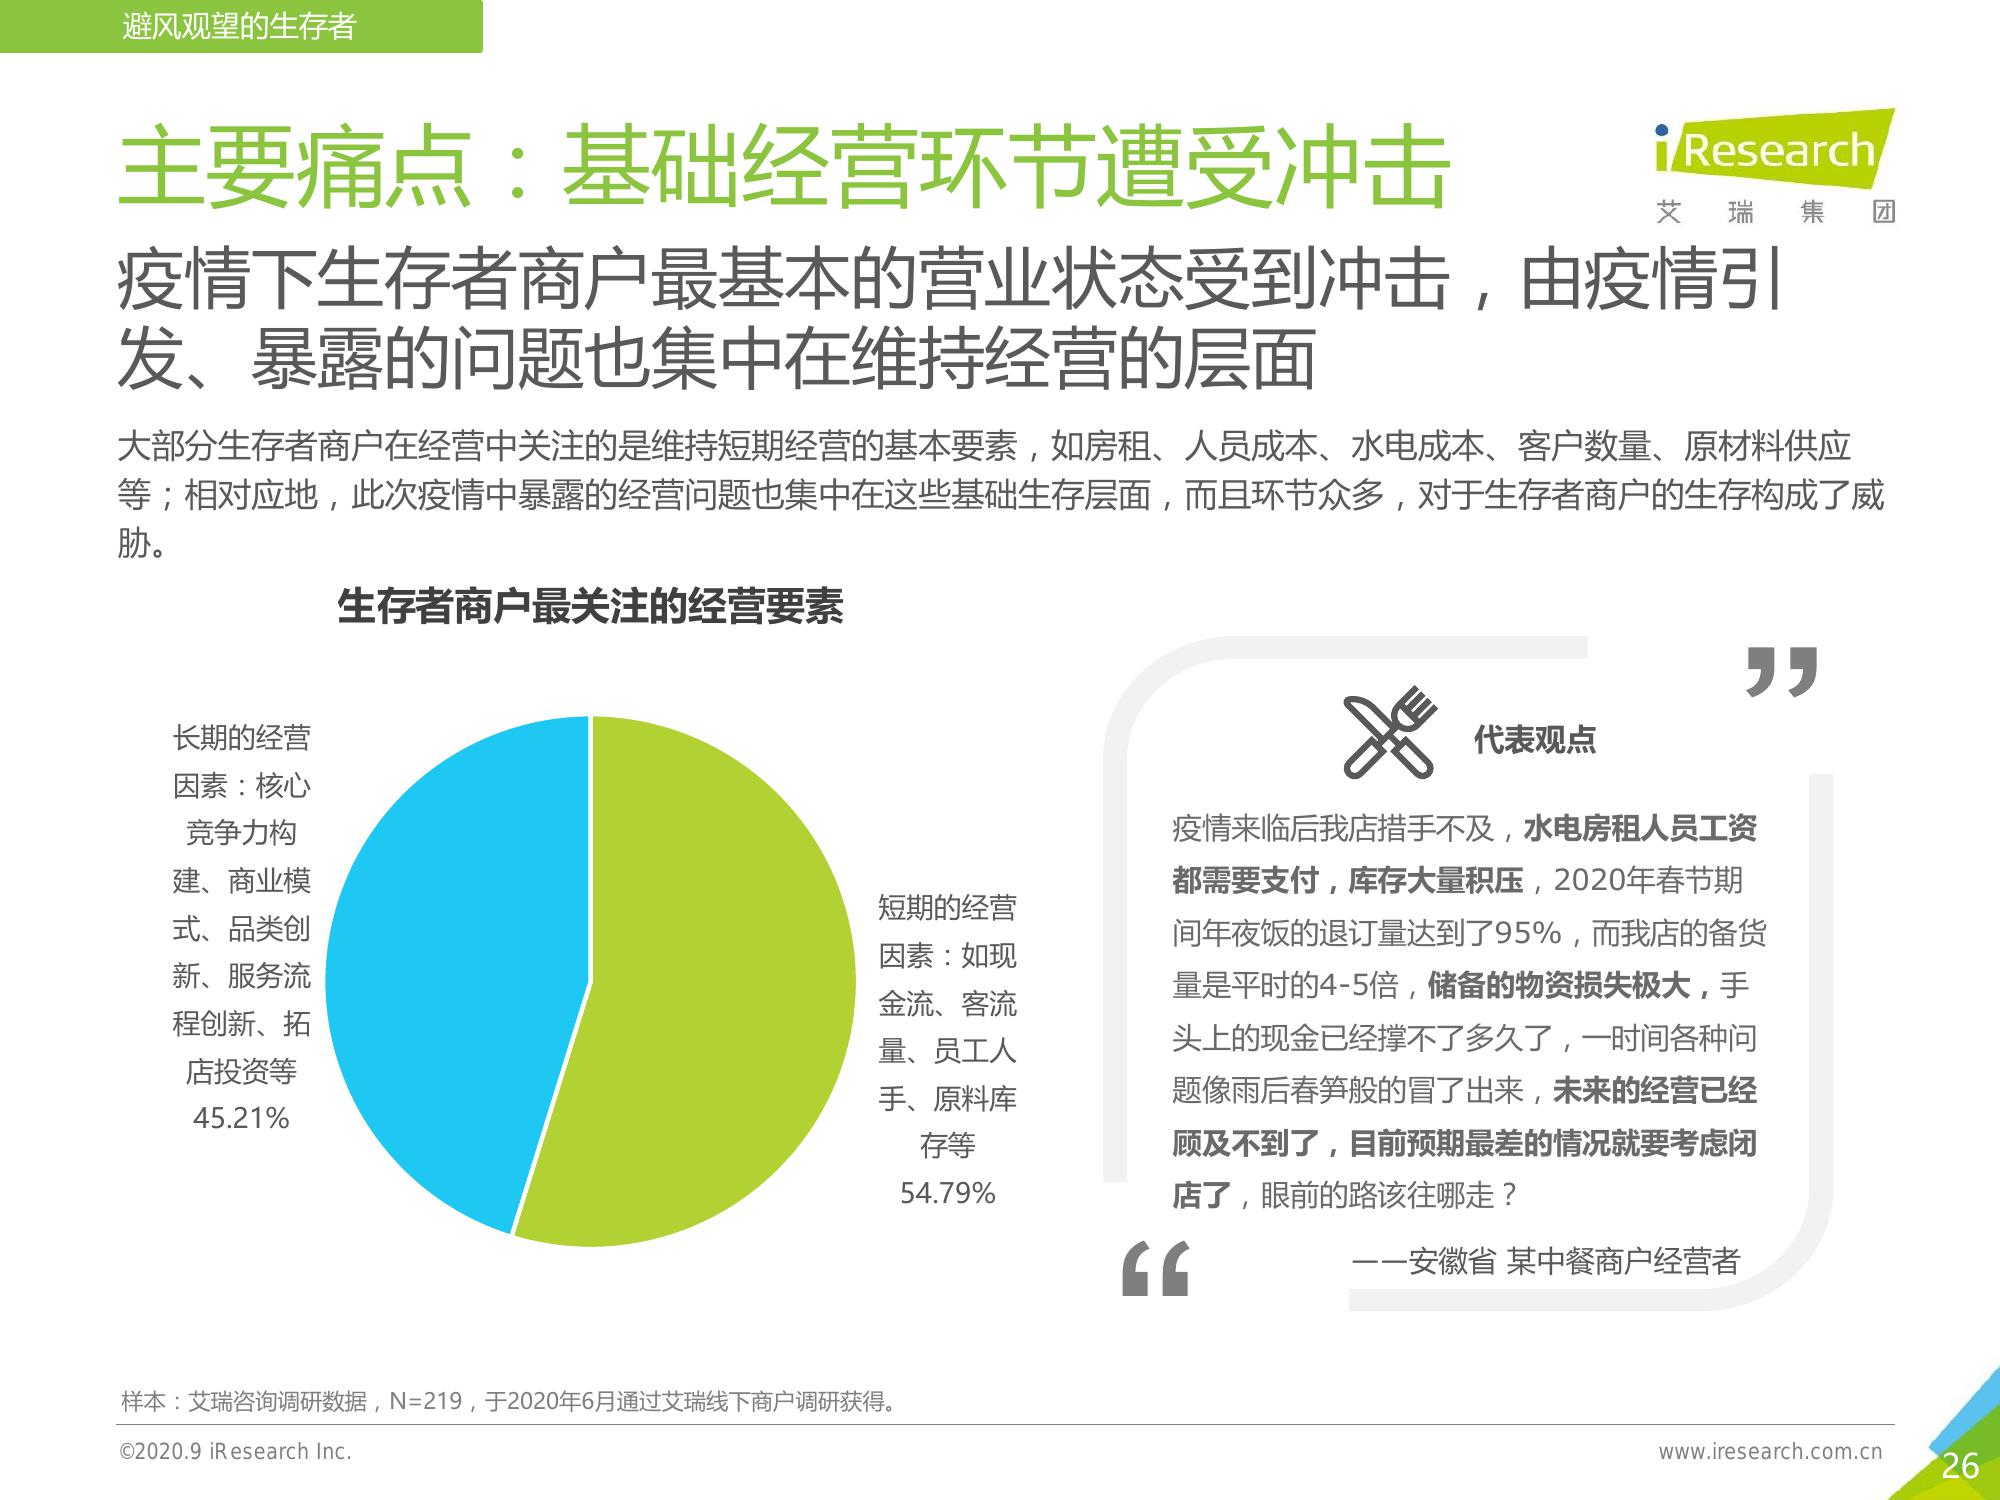 避风观望的生存者
主要痛点：基础经营环节遭受冲击
iResearch
艾瑞集团
疫情下生存者商户最基本的营业状态受到冲击，由疫情引
发、暴露的问题也集中在维持经营的层面
大部分生存者商户在经营中关注的是维持短期经营的基本要素，如房租、人员成本、水电成本、客户数量、原材料供应
等；相对应地，此次疫情中暴露的经营问题也集中在这些基础生存层面，而且环节众多，对于生存者商户的生存构成了威
胁。
生存者商户最关注的经营要素
长期的经营
因素：核心
竞争力构
建、商业模
式、品类创
新、服务流
程创新、拓
店投资等
45.21%
短期的经营
因素：如现
金流、客流
量、员工人
手、原料库
存等
54.79%
”
代表观点
疫情来临后我店措手不及，水电房租人员工资
都需要支付，库存大量积压，2020年春节期
间年夜饭的退订量达到了95%，而我店的备货
量是平时的4-5倍，储备的物资损失极大，手
头上的现金已经撑不了多久了，一时间各种问
题像雨后春笋般的冒了出来，未来的经营已经
顾及不到了，目前预期最差的情况就要考虑闭
店了，眼前的路该往哪走？
“
——安徽省 某中餐商户经营者
样本：艾瑞咨询调研数据，N=219，于2020年6月通过艾瑞线下商户调研获得。
©2020.9 iResearch Inc.
www.iresearch.com.cn
26